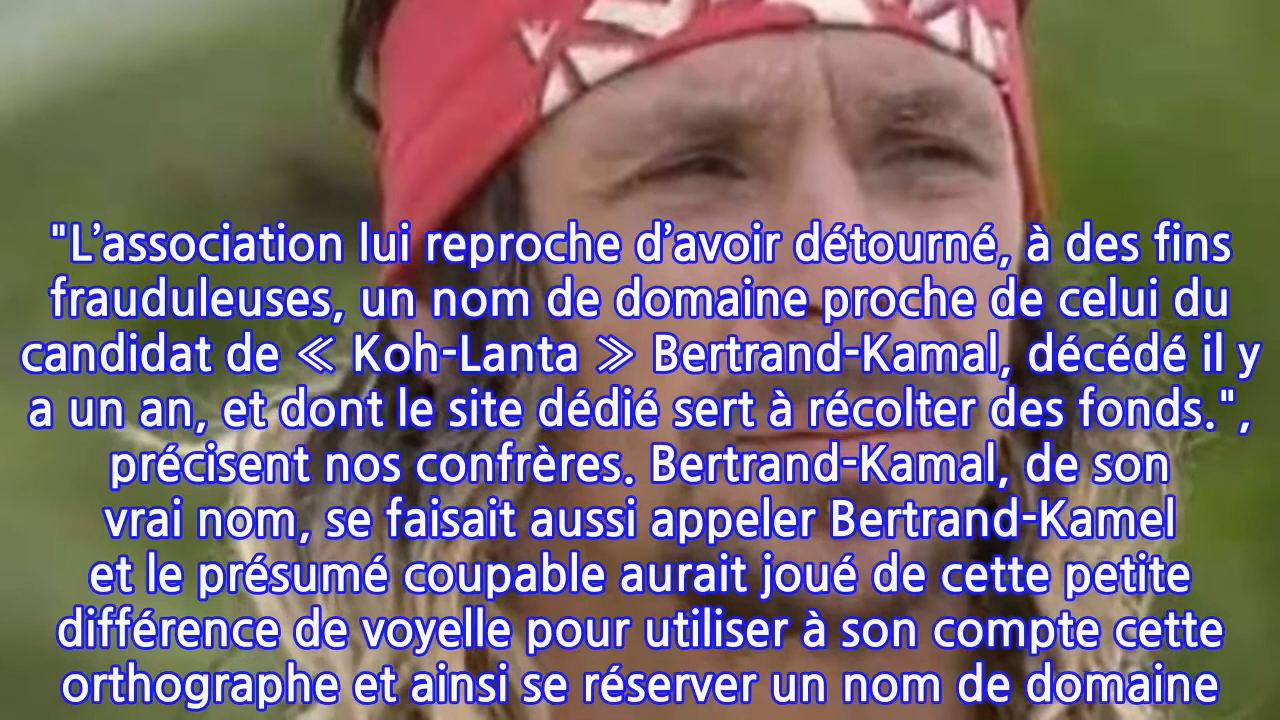 "L’association lui reproche d’avoir détourné, à des fins
frauduleuses, un nom de domaine proche de celui du
candidat de ≪ Koh-Lanta ≫ Bertrand-Kamal, décédé il y
a un an, et dont le site dédié sert à récolter des fonds.",
précisent nos confrères. Bertrand-Kamal, de son
vrai nom, se faisait aussi appeler Bertrand-Kamel
et le présumé coupable aurait joué de cette petite
différence de voyelle pour utiliser à son compte cette
orthographe et ainsi se réserver un nom de domaine